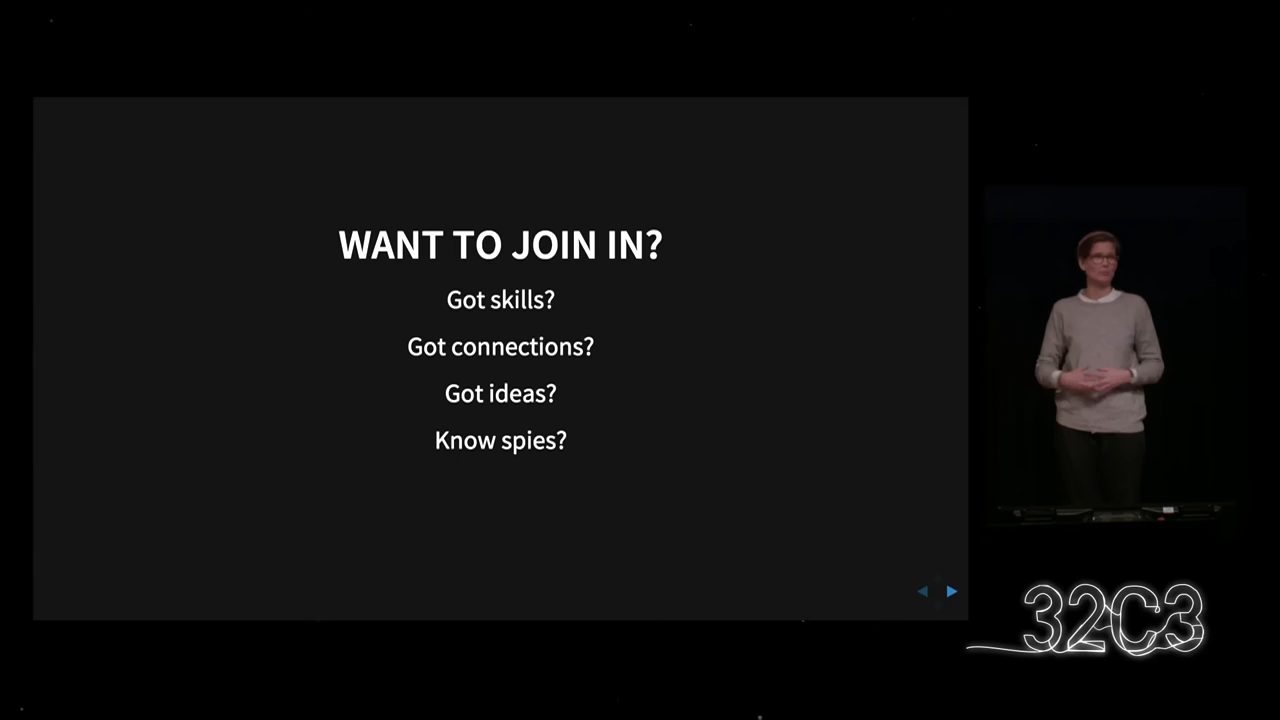 WANT TO JOIN IN?
Got skills?
Got connections?
Got ideas?
Know spies?
32C3